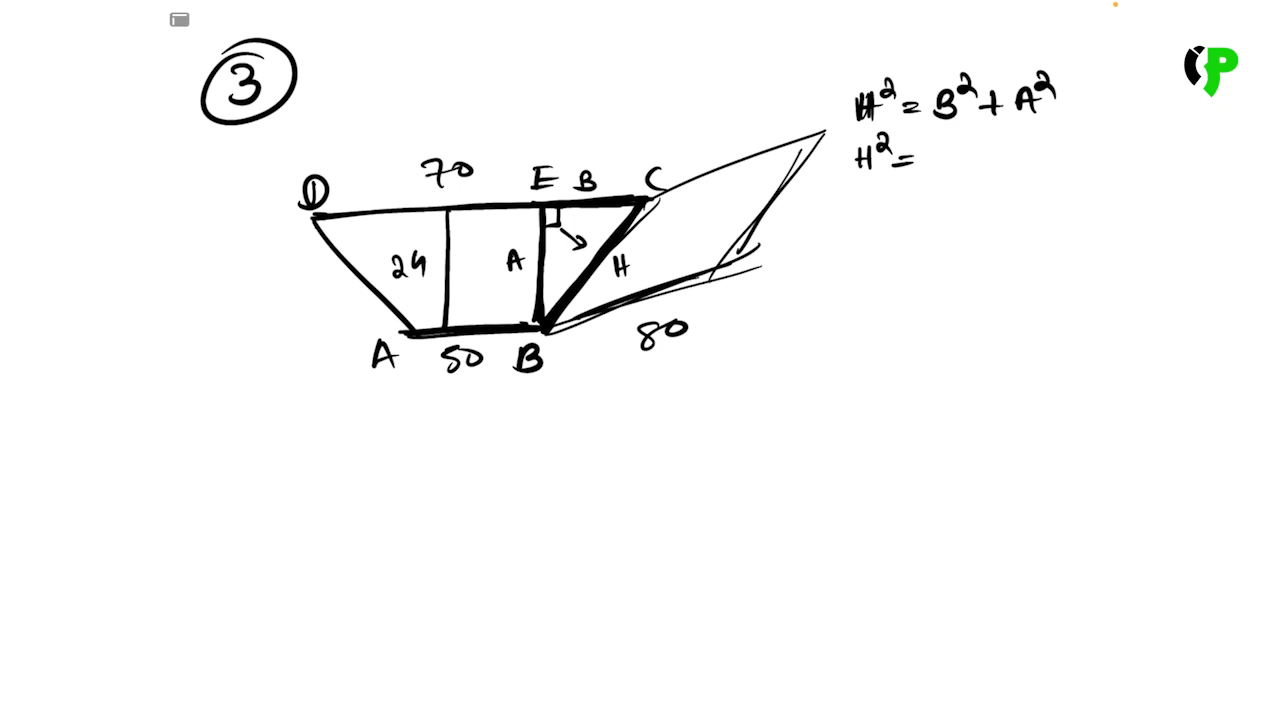 3
H² = B² + A²
H² =
70
D E B C
24 A H
A 50 B 80
P